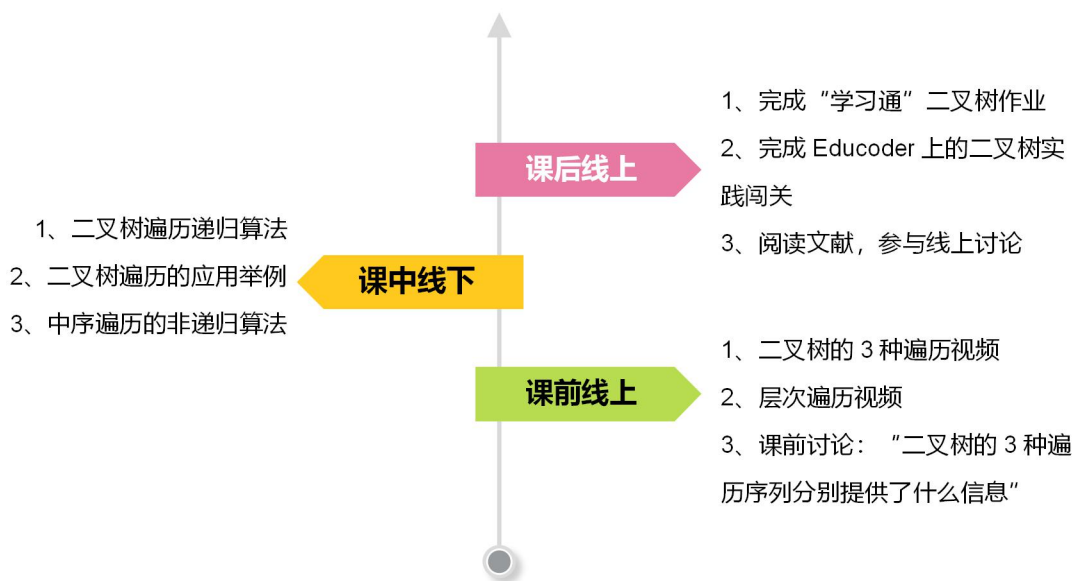 课后线上
1、完成“学习通”二叉树作业
2、完成 Educoder 上的二叉树实
践闯关
3、阅读文献，参与线上讨论
课中线下
1、二叉树遍历递归算法
2、二叉树遍历的应用举例
3、中序遍历的非递归算法
课前线上
1、二叉树的 3 种遍历视频
2、层次遍历视频
3、课前讨论：“二叉树的 3 种遍
历序列分别提供了什么信息”